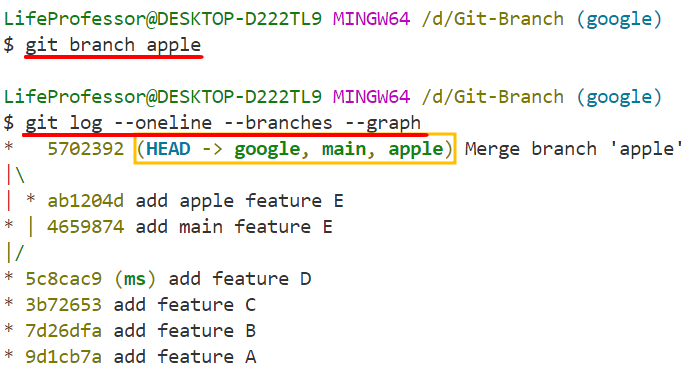 LifeProfessor@DESKTOP-D222TL9 MINGW64 /d/Git-Branch (google)
$ git branch apple
LifeProfessor@DESKTOP-D222TL9 MINGW64 /d/Git-Branch (google)
$ git log --oneline --branches --graph
*   5702392 (HEAD -> google, main, apple) Merge branch 'apple'
|\
| * ab1204d add apple feature E
* | 4659874 add main feature E
|/
* 5c8cac9 (ms) add feature D
* 3b72653 add feature C
* 7d26dfa add feature B
* 9d1cb7a add feature A